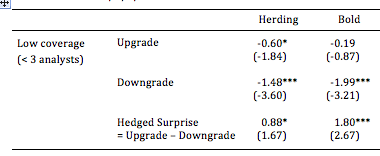 Herding Bold
Low coverage Upgrade -0.60* -0.19
(< 3 analysts) (-1.84) (-0.87)
Downgrade -1.48*** -1.99***
(-3.60) (-3.21)
Hedged Surprise 0.88* 1.80***
= Upgrade – Downgrade (1.67) (2.67)